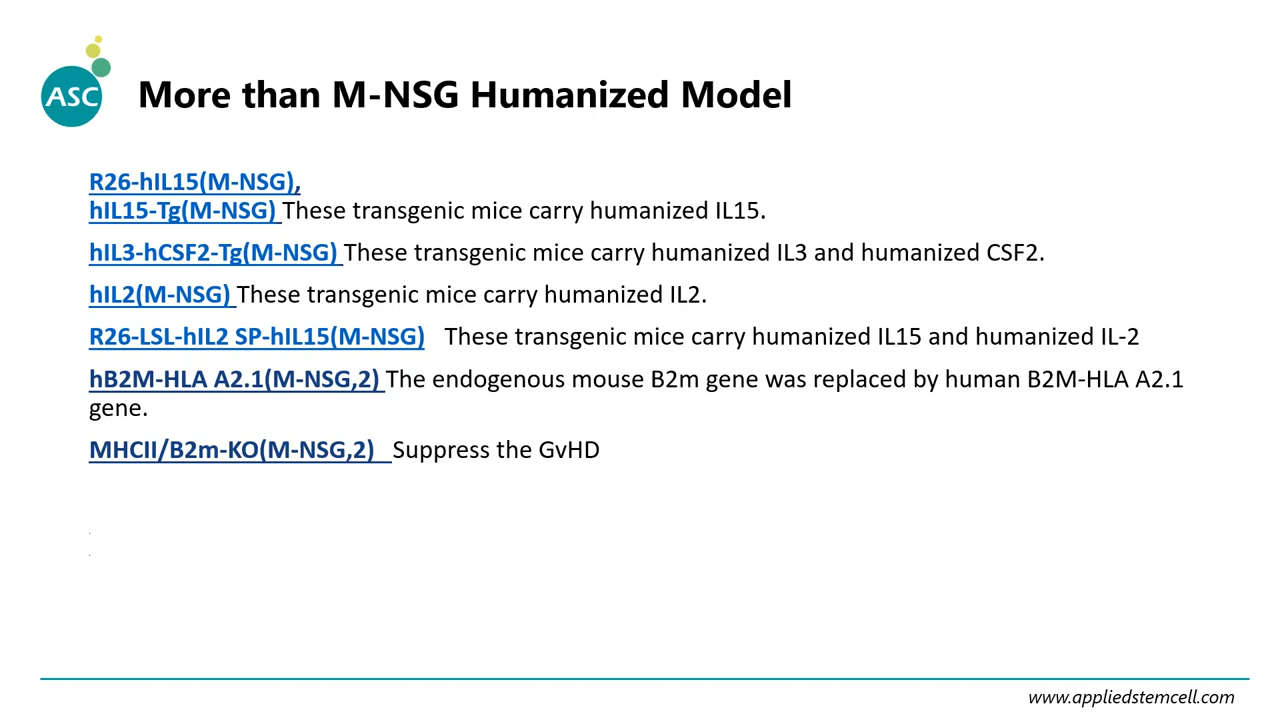 ASC
More than M-NSG Humanized Model
R26-hIL15(M-NSG),
hIL15-Tg(M-NSG) These transgenic mice carry humanized IL15.
hIL3-hCSF2-Tg(M-NSG) These transgenic mice carry humanized IL3 and humanized CSF2.
hIL2(M-NSG) These transgenic mice carry humanized IL2.
R26-LSL-hIL2 SP-hIL15(M-NSG) These transgenic mice carry humanized IL15 and humanized IL-2
hB2M-HLA A2.1(M-NSG,2) The endogenous mouse B2m gene was replaced by human B2M-HLA A2.1
gene.
MHCII/B2m-KO(M-NSG,2) Suppress the GvHD
.
.
www.appliedstemcell.com